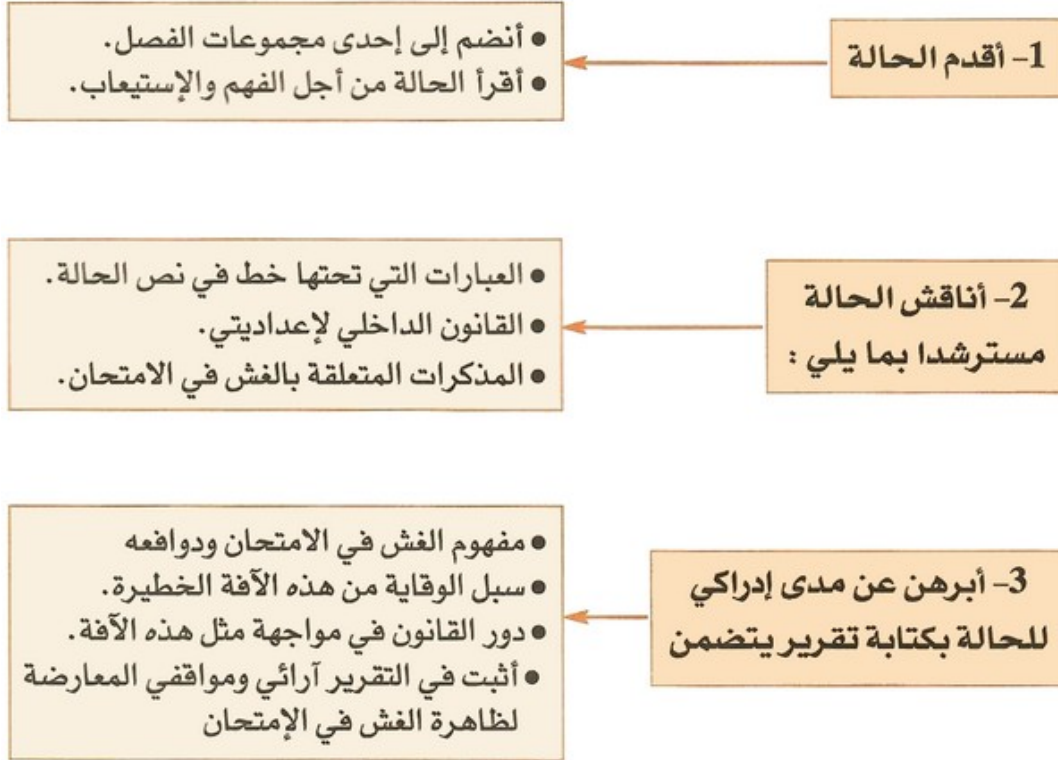 1- أقدم الحالة
• أنضم إلى إحدى مجموعات الفصل.
• أقرأ الحالة من أجل الفهم والإستيعاب.
2- أناقش الحالة
مسترشدا بما يلي :
• العبارات التي تحتها خط في نص الحالة.
• القانون الداخلي لإعداديتي.
• المذكرات المتعلقة بالغش في الامتحان.
3- أبرهن عن مدى إدراكي
للحالة بكتابة تقرير يتضمن
• مفهوم الغش في الامتحان ودوافعه
• سبل الوقاية من هذه الآفة الخطيرة.
• دور القانون في مواجهة مثل هذه الآفة.
• أثبت في التقرير آرائي ومواقفي المعارضة
لظاهرة الغش في الإمتحان